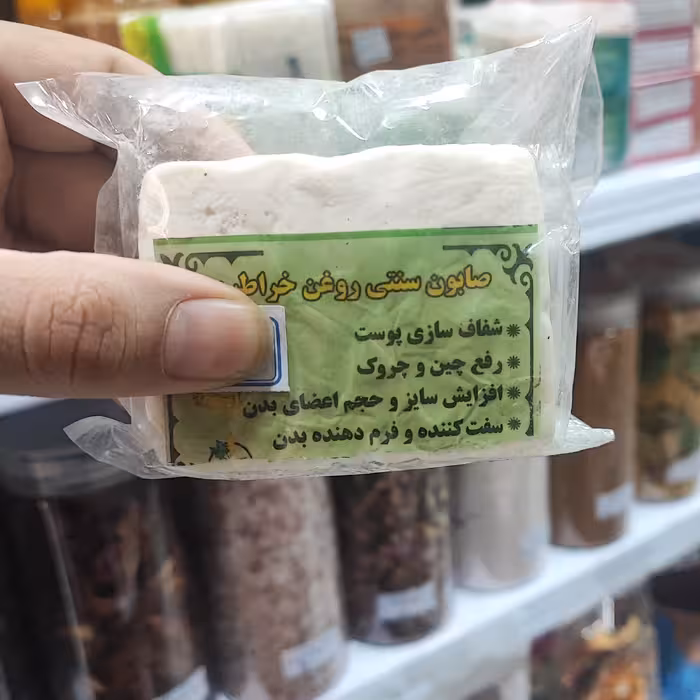 صابون سنتی روغن
شفاف سازی پوست
رفع چین و چروک
افزایش سایز و حجم اعضای بدن
سفت‌کننده و فرم دهنده بدن